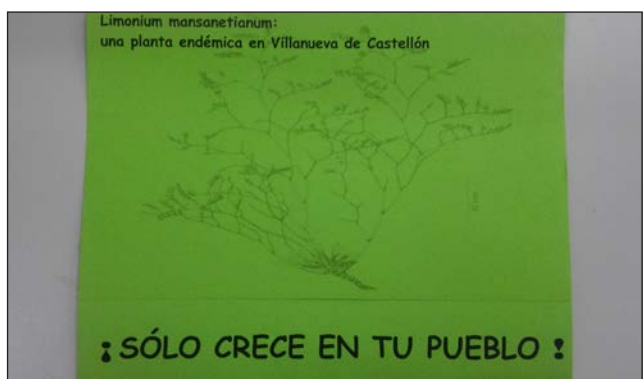 Limonium mansanetianum:
una planta endémica en Villanueva de Castellón
¡ SÓLO CRECE EN TU PUEBLO !